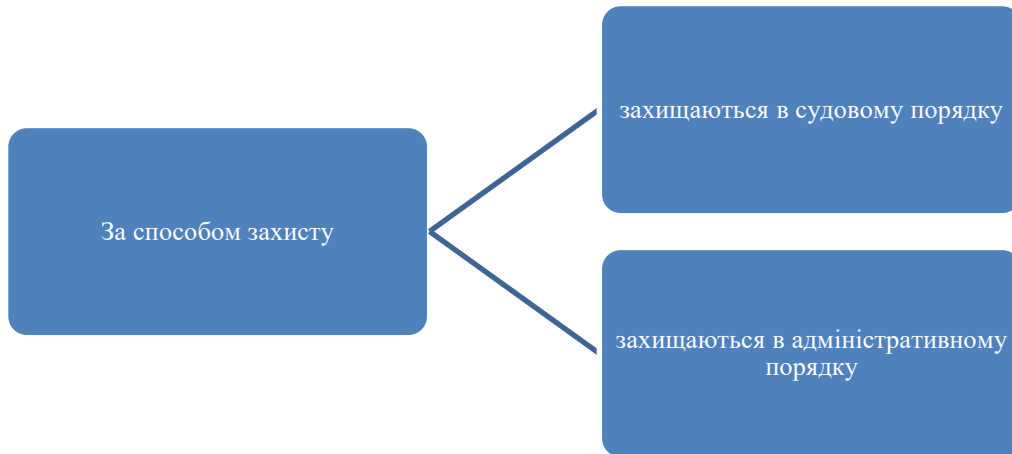 За способом захисту
захищаються в судовому порядку
захищаються в адміністративному
порядку